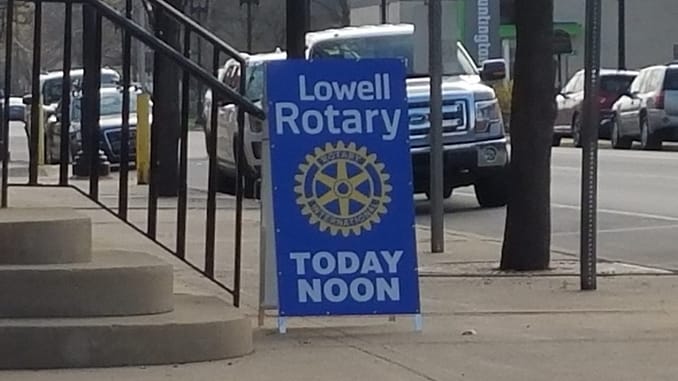 Lowell
Rotary
ROTARY
INTERNATIONAL
TODAY
NOON